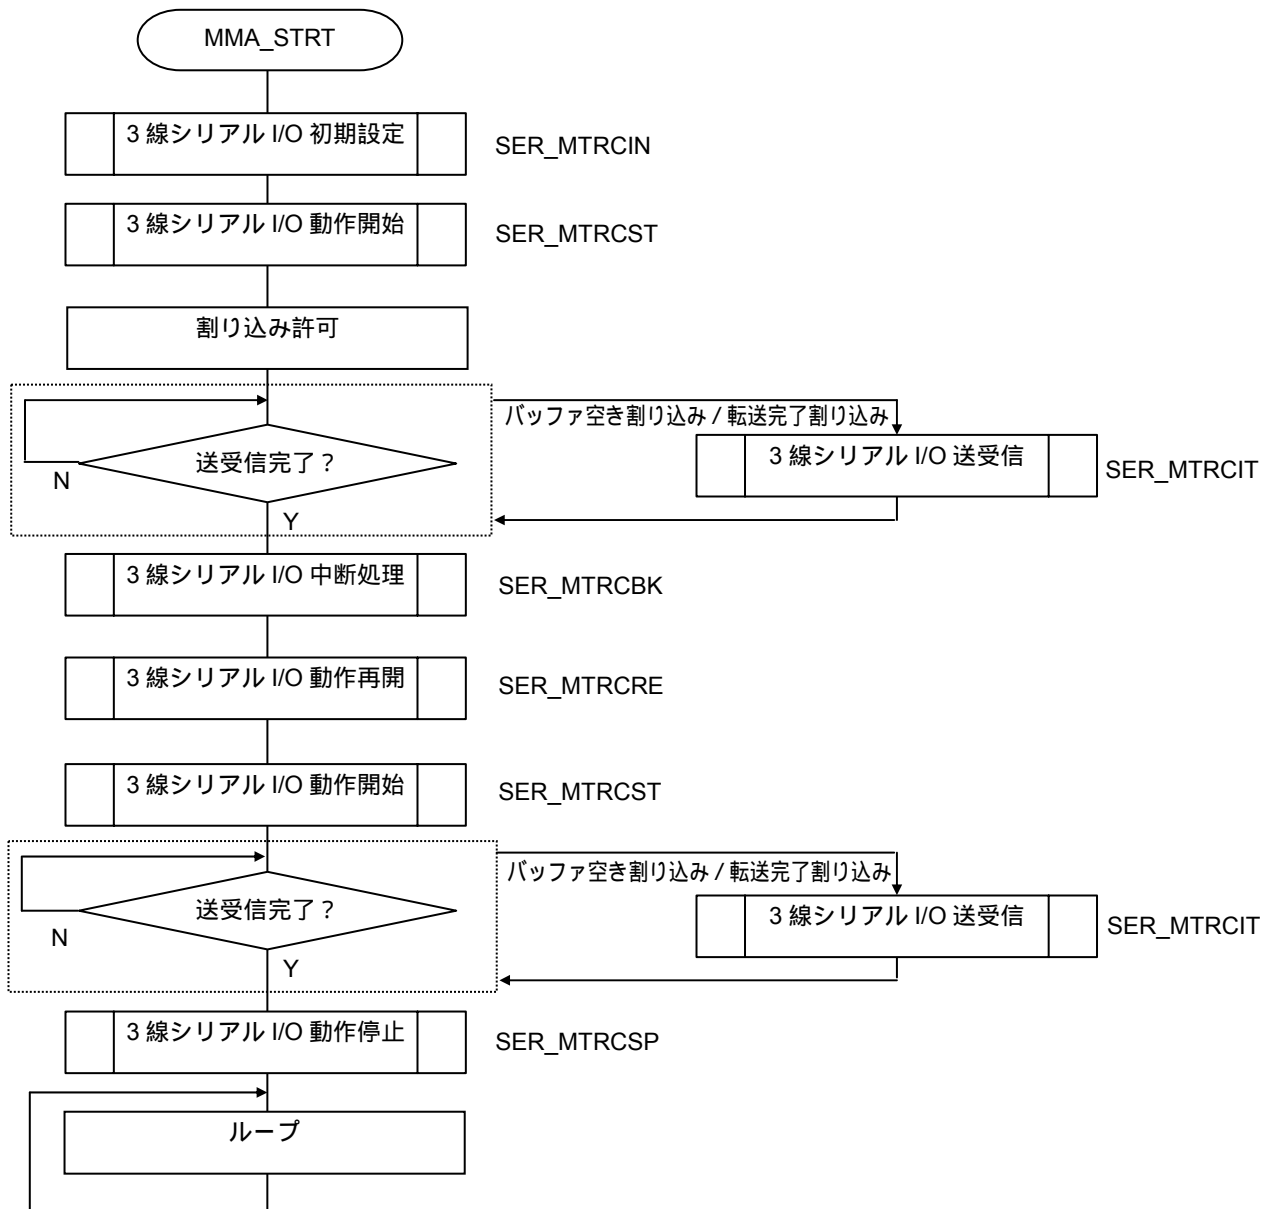 MMA_STRT
3 線シリアル I/O 初期設定
SER_MTRCIN
3 線シリアル I/O 動作開始
SER_MTRCST
割り込み許可
バッファ空き割り込み / 転送完了割り込み
送受信完了？
3 線シリアル I/O 送受信
SER_MTRCIT
N
Y
3 線シリアル I/O 中断処理
SER_MTRCBK
3 線シリアル I/O 動作再開
SER_MTRCRE
3 線シリアル I/O 動作開始
SER_MTRCST
バッファ空き割り込み / 転送完了割り込み
送受信完了？
3 線シリアル I/O 送受信
SER_MTRCIT
N
Y
3 線シリアル I/O 動作停止
SER_MTRCSP
ループ